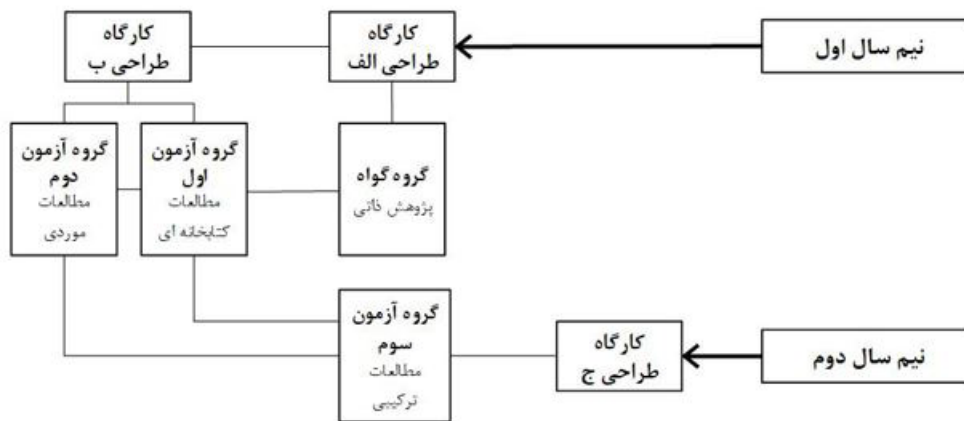 نیم سال اول
کارگاه
طراحی الف
کارگاه
طراحی ب
گروه گواه
پژوهش ذاتی
گروه آزمون
اول
مطالعات
کتابخانه ای
گروه آزمون
دوم
مطالعات
موردی
نیم سال دوم
کارگاه
طراحی ج
گروه آزمون
سوم
مطالعات
ترکیبی